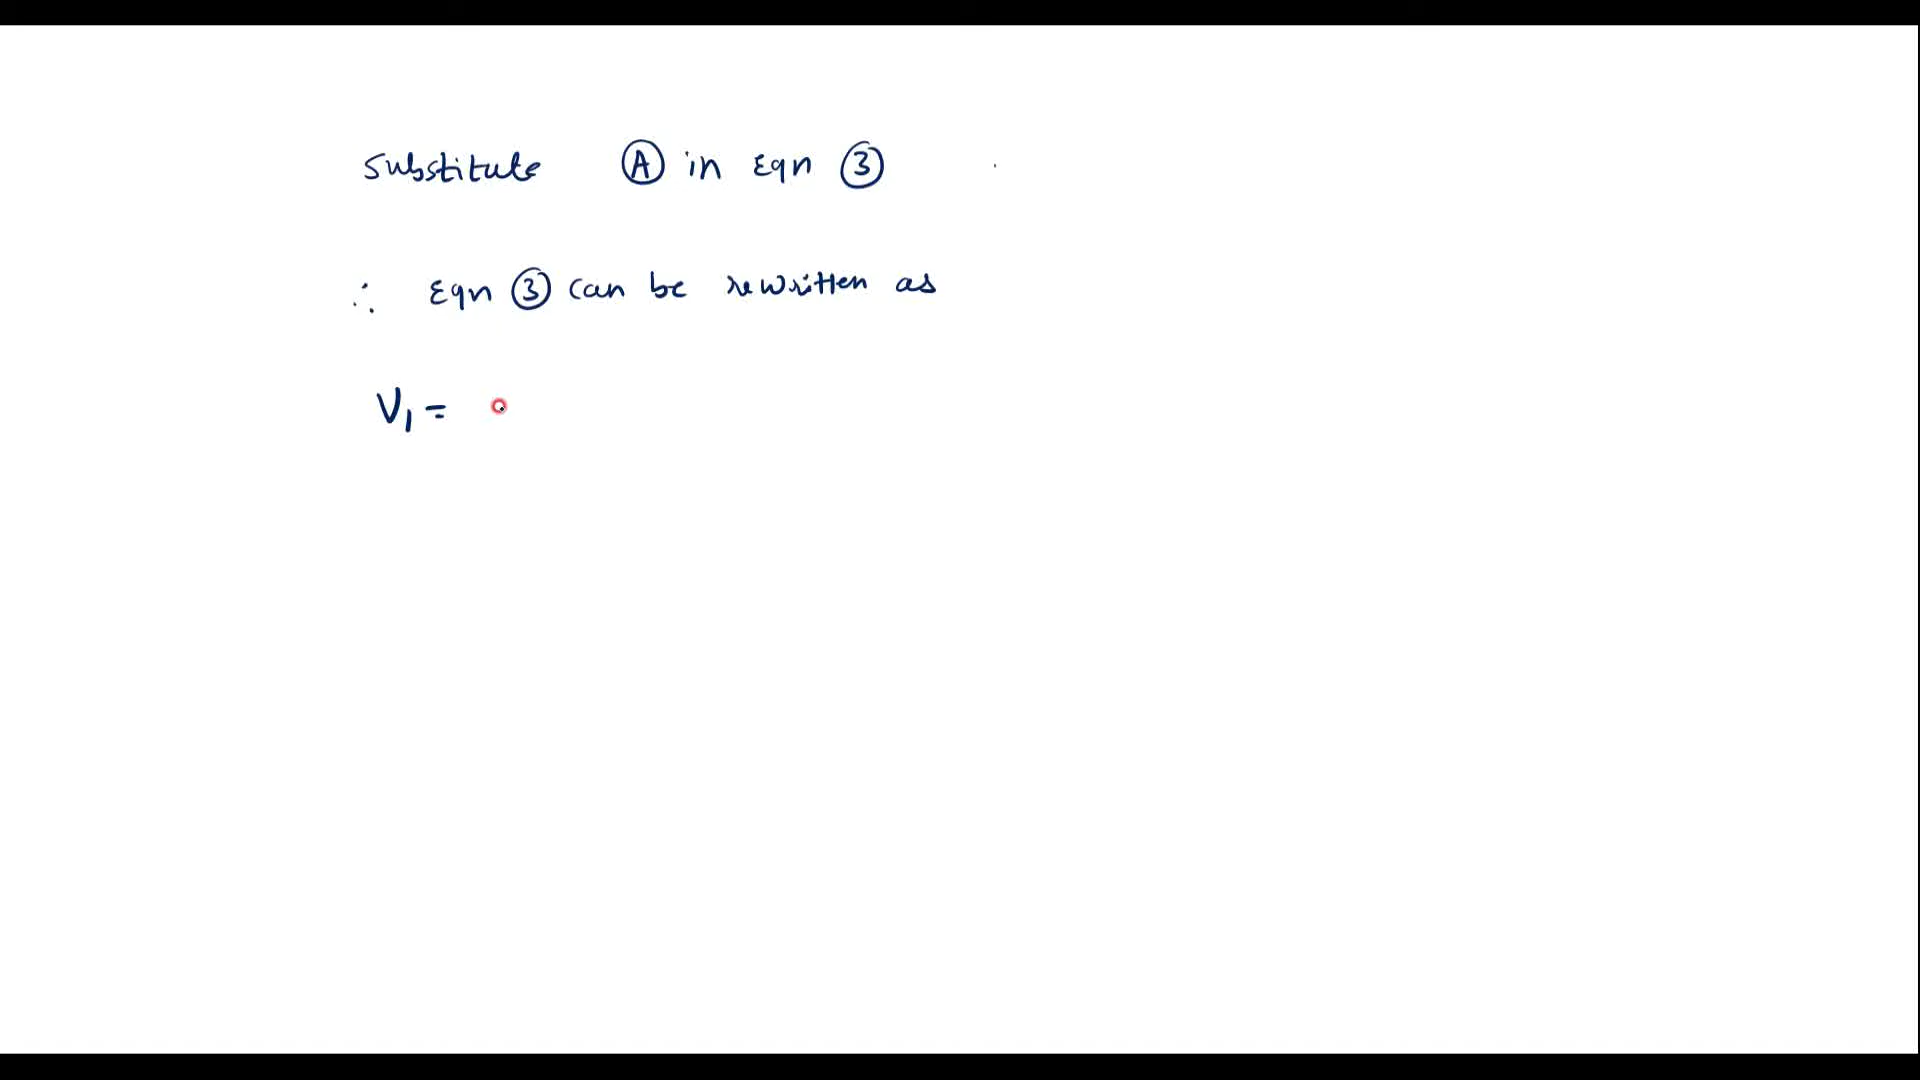 Substitute Ⓐ in Eqn ③
∴ Eqn ③ can be rewritten as
V₁ =